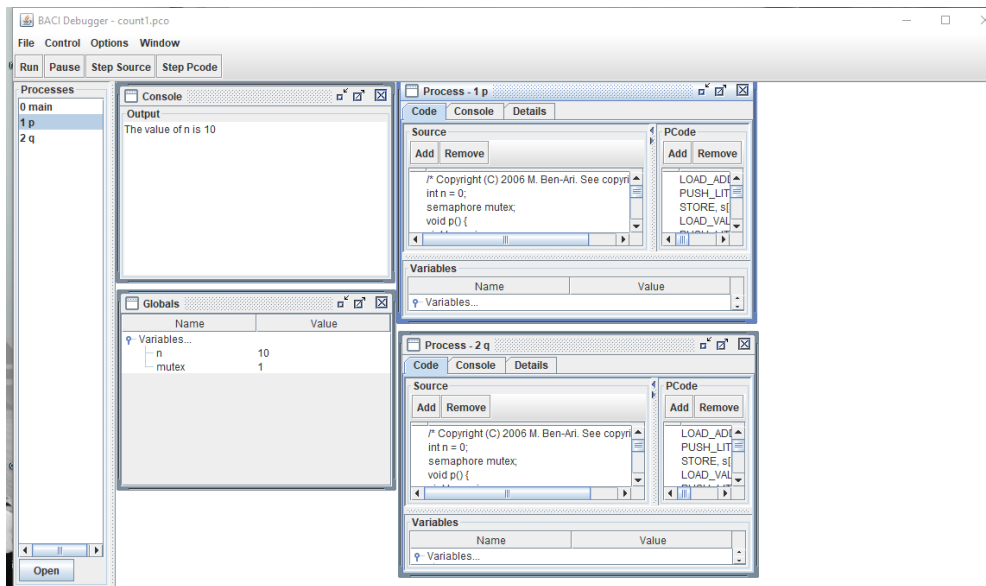 BACI Debugger - count1.pco
File Control Options Window
Run Pause Step Source Step Pcode
Processes
0 main
1 p
2 q
Open
Console
Output
The value of n is 10
Globals
Name Value
Variables...
n 10
mutex 1
Process - 1 p
Code Console Details
Source
Add Remove
/* Copyright (C) 2006 M. Ben-Ari. See copyri
int n = 0;
semaphore mutex;
void p() {
PCode
Add Remove
LOAD_ADI
PUSH_LIT
STORE, s[
LOAD_VAL
Variables
Name Value
Variables...
Process - 2 q
Code Console Details
Source
Add Remove
/* Copyright (C) 2006 M. Ben-Ari. See copyri
int n = 0;
semaphore mutex;
void p() {
PCode
Add Remove
LOAD_ADI
PUSH_LIT
STORE, s[
LOAD_VAL
Variables
Name Value
Variables...